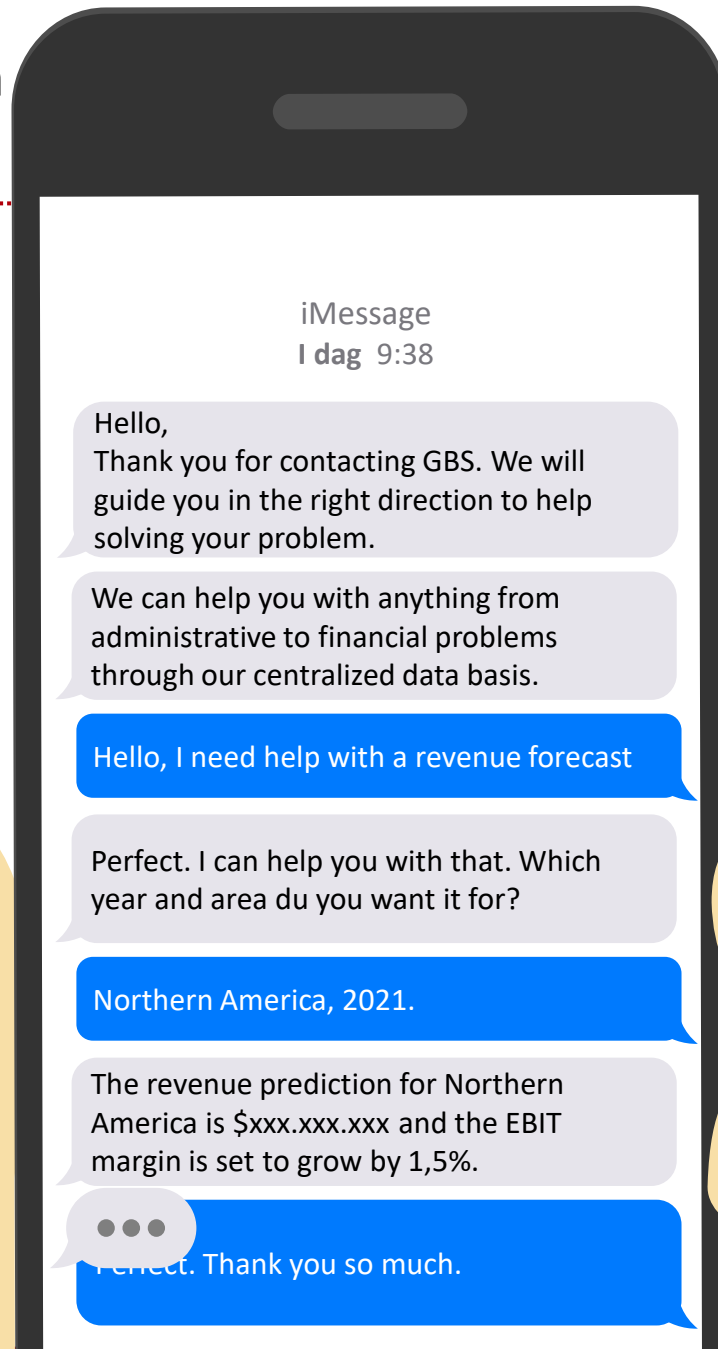 iMessage
I dag 9:38
Hello,
Thank you for contacting GBS. We will
guide you in the right direction to help
solving your problem.
We can help you with anything from
administrative to financial problems
through our centralized data basis.
Hello, I need help with a revenue forecast
Perfect. I can help you with that. Which
year and area du you want it for?
Northern America, 2021.
The revenue prediction for Northern
America is $xxx.xxx.xxx and the EBIT
margin is set to grow by 1,5%.
Perfect. Thank you so much.